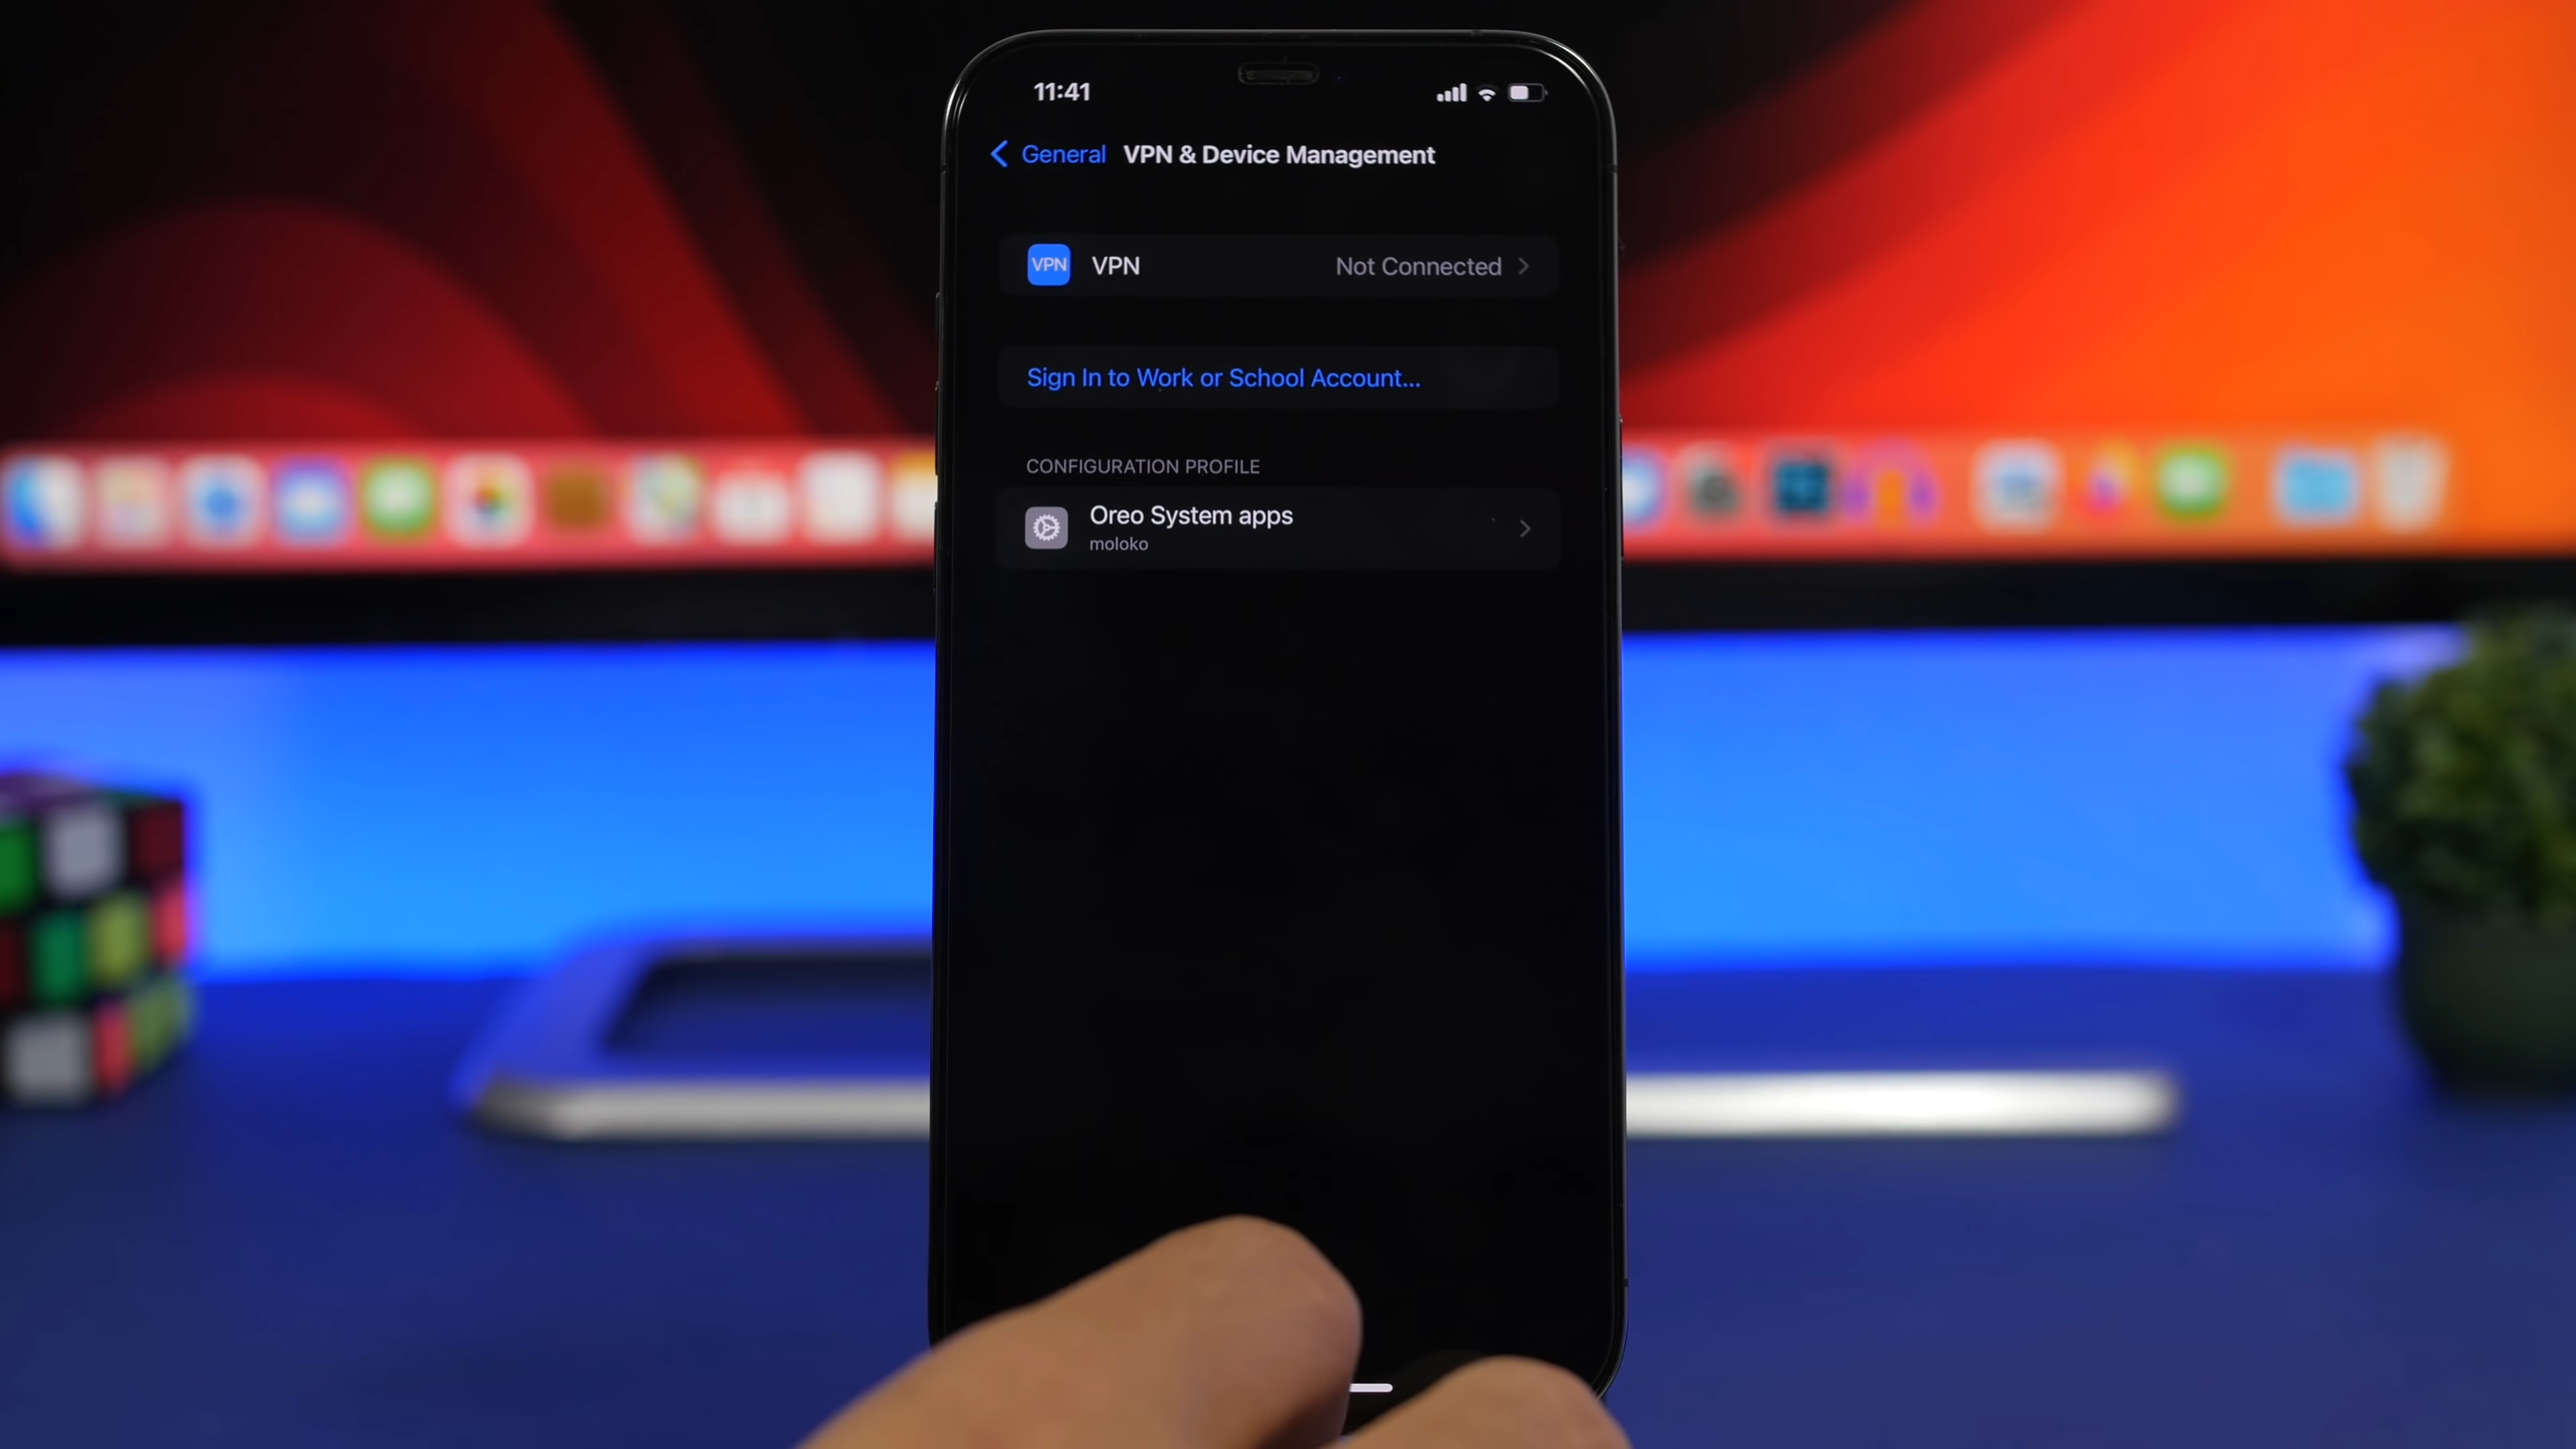 11:41
General VPN & Device Management
VPN VPN Not Connected
Sign In to Work or School Account...
CONFIGURATION PROFILE
Oreo System apps
moloko